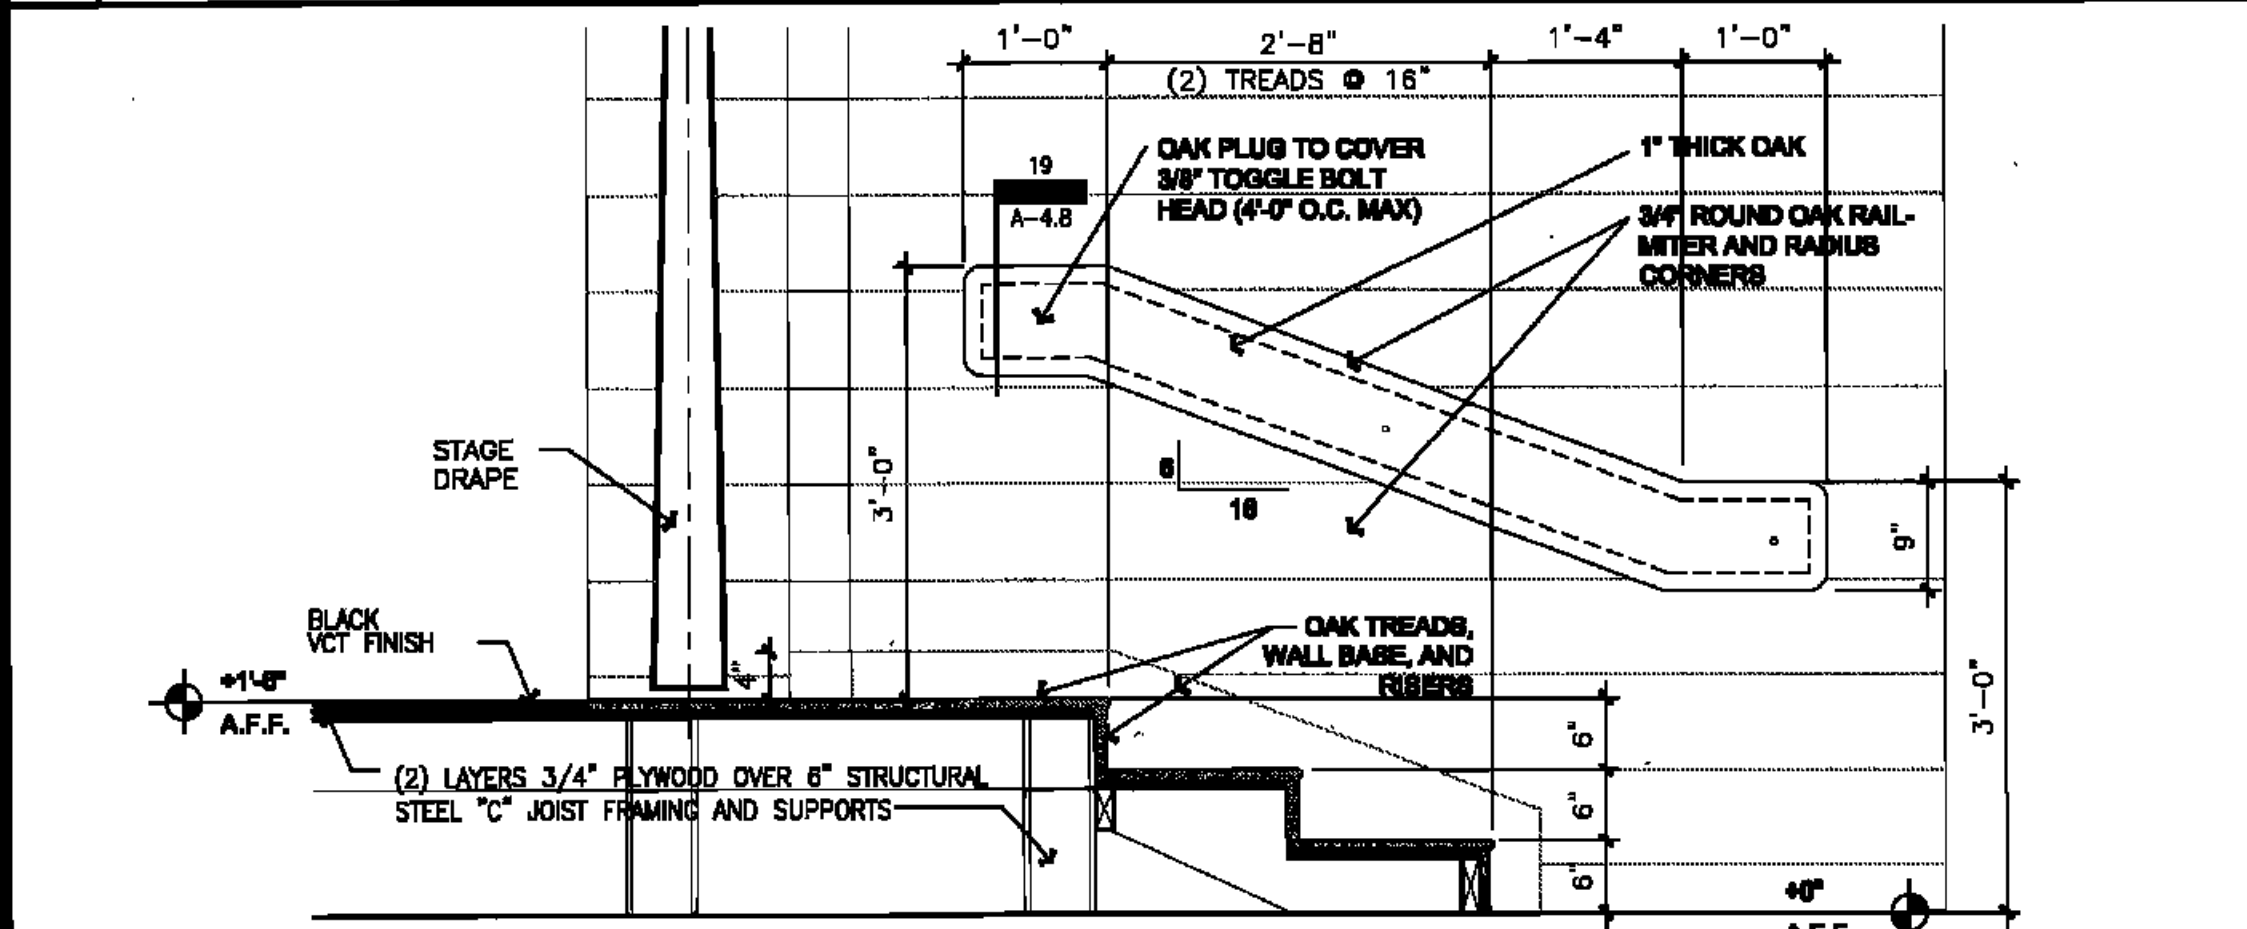 1'-0"
2'-8"
1'-4"
1'-0"
(2) TREADS @ 16"
OAK PLUG TO COVER
3/8" TOGGLE BOLT
HEAD (4'-0" O.C. MAX)
1" THICK OAK
19
A-4.8
3/4" ROUND OAK RAIL-
MITER AND RADIUS
CORNERS
STAGE
DRAPE
3'-0"
6
16
9"
BLACK
VCT FINISH
4"
OAK TREADS,
WALL BASE, AND
RISERS
3'-0"
+1'-6"
A.F.F.
6"
(2) LAYERS 3/4" PLYWOOD OVER 6" STRUCTURAL
STEEL "C" JOIST FRAMING AND SUPPORTS
6"
6"
+0"
A.F.F.